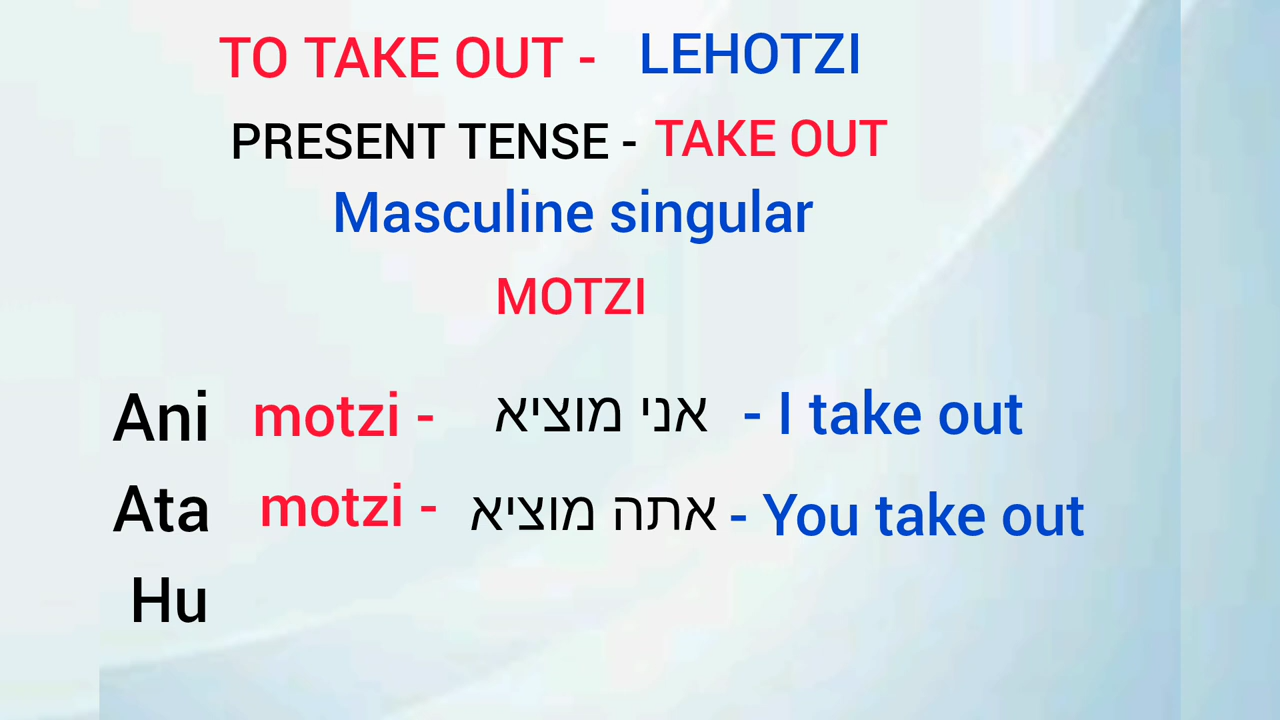 TO TAKE OUT - LEHOTZI
PRESENT TENSE - TAKE OUT
Masculine singular
MOTZI
Ani motzi - אני מוציא - I take out
Ata motzi - אתה מוציא - You take out
Hu